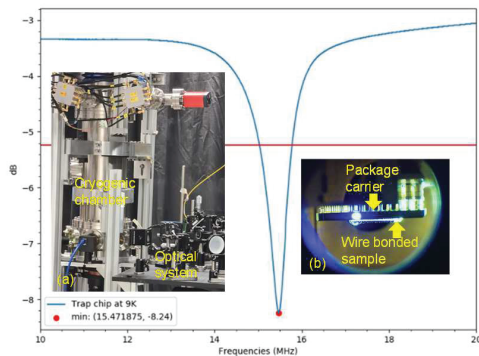 -3
-4
-5
-6
-7
-8
dB
Cryogenic
chamber
Optical
system
(a)
Package
carrier
Wire bonded
sample
(b)
Trap chip at 9K
min: (15.471875, -8.24)
10
12
14
16
18
20
Frequencies (MHz)